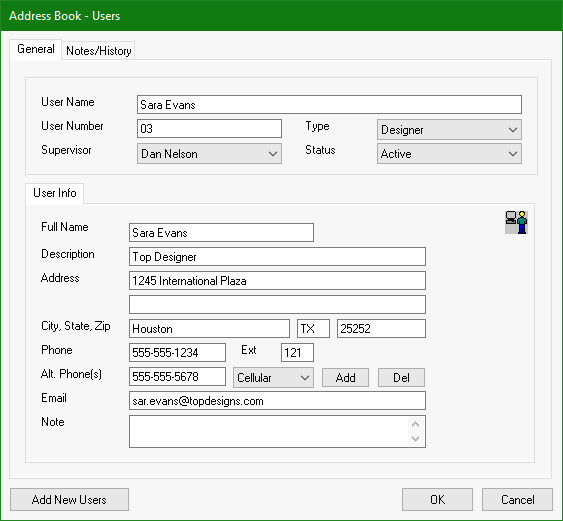 Address Book - Users
General Notes/History
User Name Sara Evans
User Number 03 Type Designer
Supervisor Dan Nelson Status Active
User Info
Full Name Sara Evans
Description Top Designer
Address 1245 International Plaza
City, State, Zip Houston TX 25252
Phone 555-555-1234 Ext 121
Alt. Phone(s) 555-555-5678 Cellular Add Del
Email sar.evans@topdesigns.com
Note
Add New Users OK Cancel